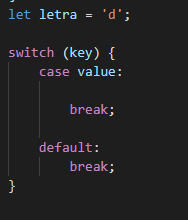 let letra = 'd';
switch (key) {
case value:
break;
default:
break;
}